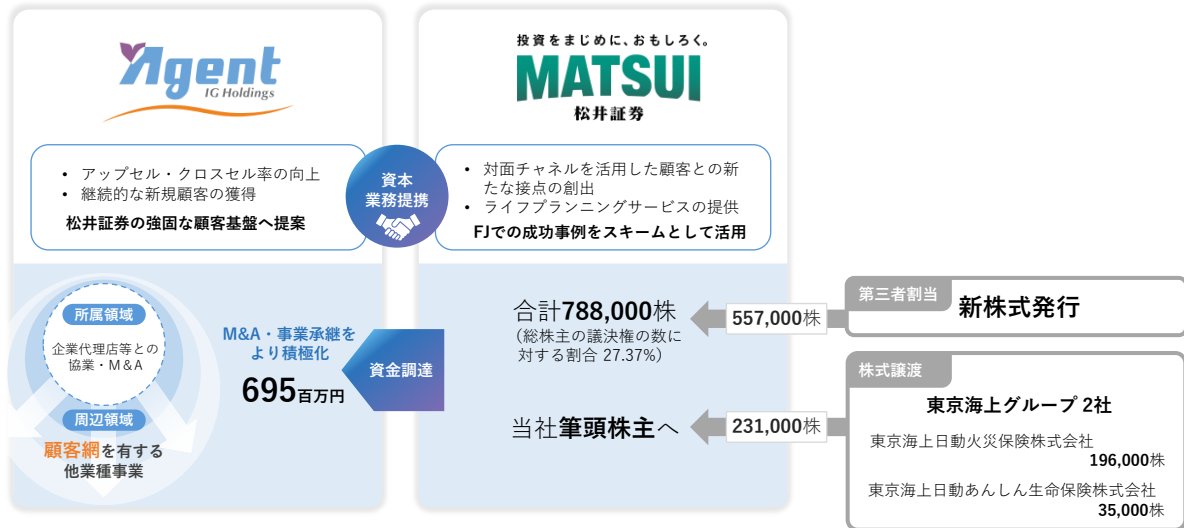 Agent
IG Holdings
投資をまじめに、おもしろく。
MATSUI
松井証券
• アップセル・クロスセル率の向上
• 継続的な新規顧客の獲得
松井証券の強固な顧客基盤へ提案
資本
業務提携
• 対面チャネルを活用した顧客との新
たな接点の創出
• ライフプランニングサービスの提供
FJでの成功事例をスキームとして活用
所属領域
企業代理店等との
協業・M&A
周辺領域
顧客網を有する
他業種事業
M&A・事業承継を
より積極化
695百万円
資金調達
合計788,000株
(総株主の議決権の数に
対する割合 27.37%)
当社筆頭株主へ
557,000株
231,000株
第三者割当
新株式発行
株式譲渡
東京海上グループ 2社
東京海上日動火災保険株式会社
196,000株
東京海上日動あんしん生命保険株式会社
35,000株